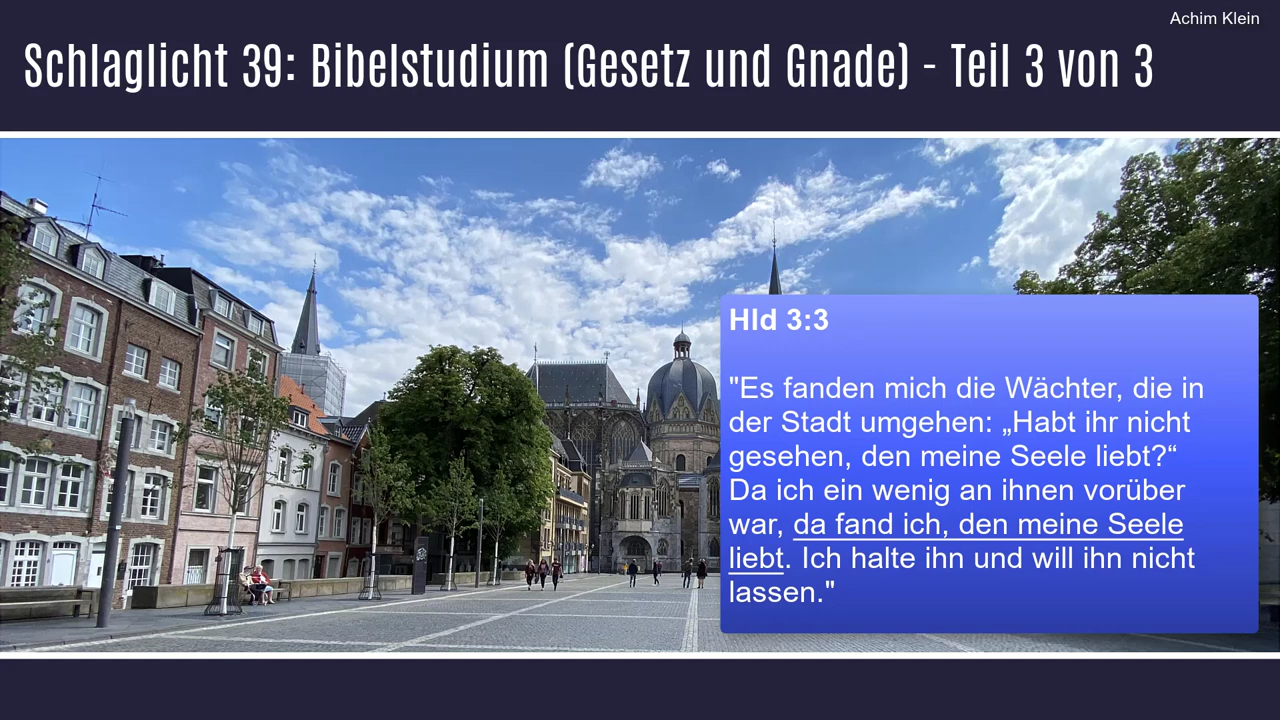 Achim Klein
Schlaglicht 39: Bibelstudium (Gesetz und Gnade) - Teil 3 von 3
Hld 3:3
"Es fanden mich die Wächter, die in
der Stadt umgehen: „Habt ihr nicht
gesehen, den meine Seele liebt?“
Da ich ein wenig an ihnen vorüber
war, da fand ich, den meine Seele
liebt. Ich halte ihn und will ihn nicht
lassen."